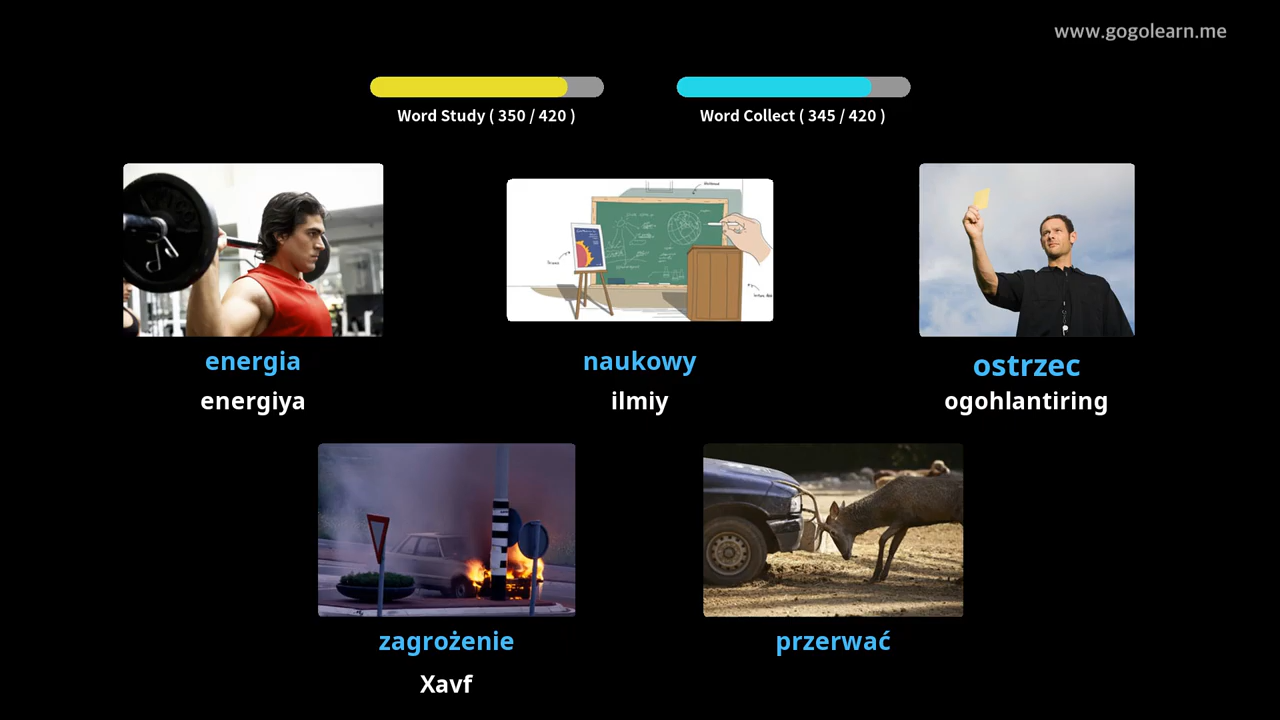 www.gogolearn.me
Word Study ( 350 / 420 )
Word Collect ( 345 / 420 )
energia
energiya
naukowy
ilmiy
ostrzec
ogohlantiring
zagrożenie
Xavf
przerwać